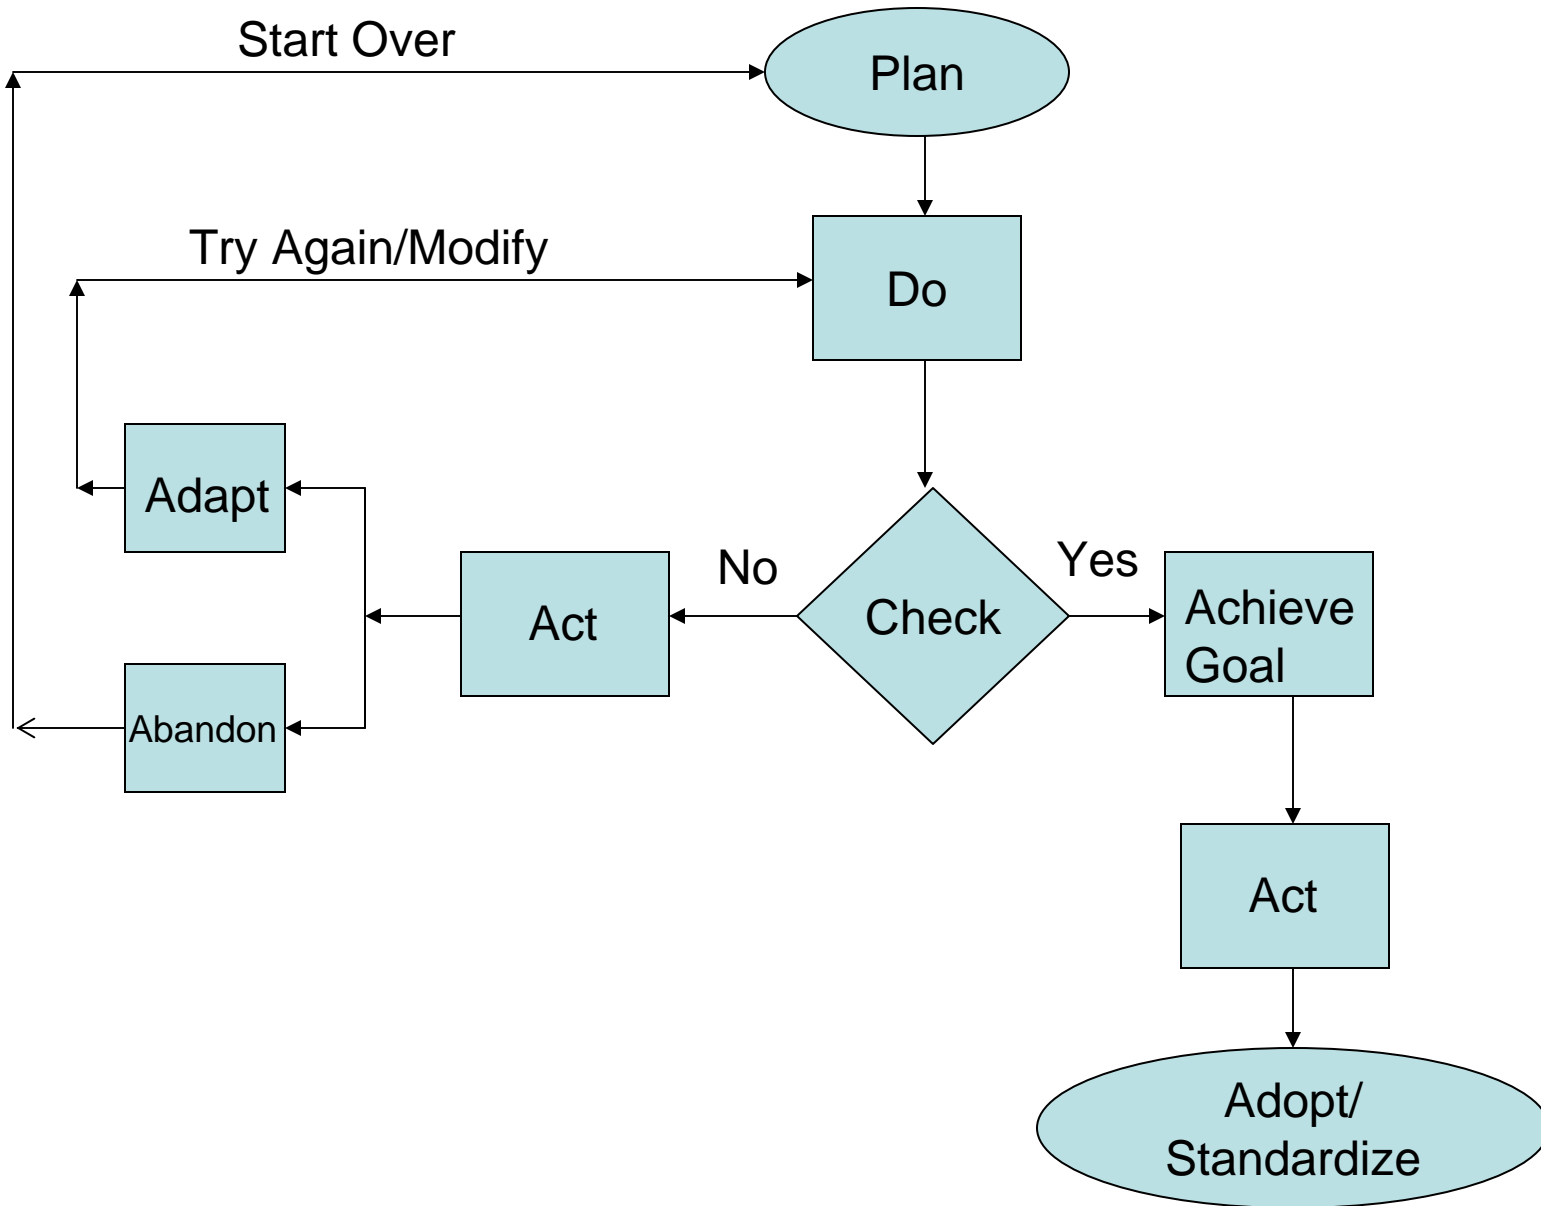 Start Over
Plan
Try Again/Modify
Do
Adapt
No
Yes
Act
Check
Achieve
Goal
Abandon
Act
Adopt/
Standardize